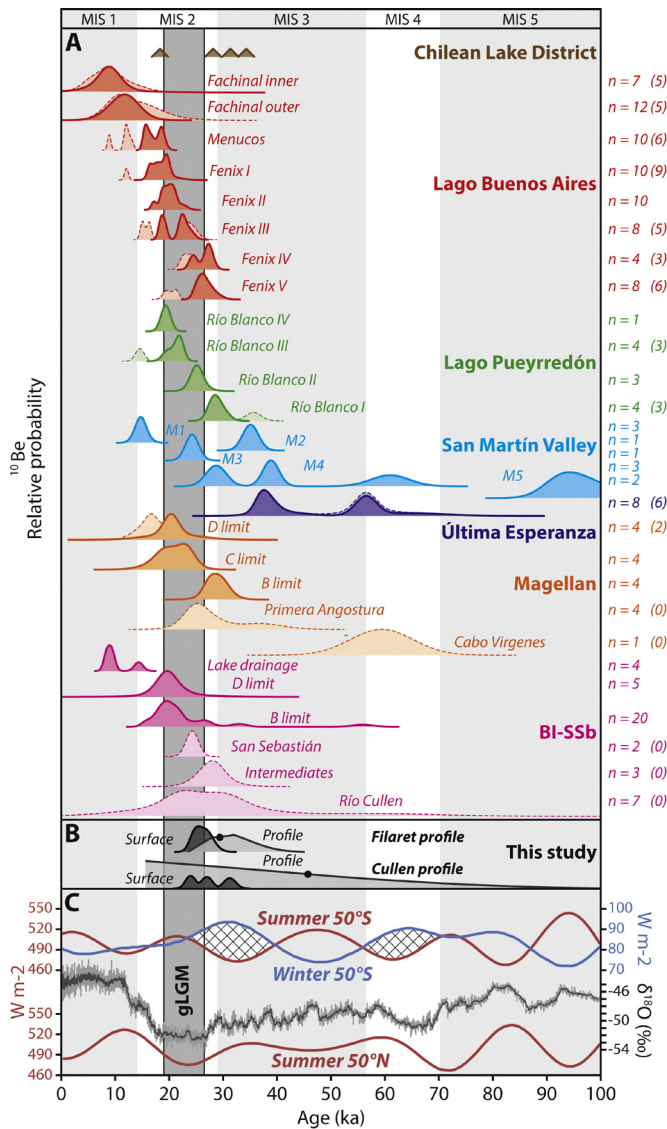 MIS 1 MIS 2 MIS 3 MIS 4 MIS 5
A
Chilean Lake District
Fachinal inner n = 7 (5)
Fachinal outer n = 12 (5)
Menucos n = 10 (6)
Fenix I n = 10 (9)
Lago Buenos Aires
Fenix II n = 10
Fenix III n = 8 (5)
Fenix IV n = 4 (3)
Fenix V n = 8 (6)
Río Blanco IV n = 1
Río Blanco III n = 4 (3)
Lago Pueyrredón
Río Blanco II n = 3
Río Blanco I n = 4 (3)
M1 n = 3
M2 n = 1
San Martín Valley
M3 n = 1
M4 n = 3
M5 n = 2
n = 8 (6)
D limit Última Esperanza n = 4 (2)
C limit n = 4
B limit Magellan n = 4
Primera Angostura n = 4 (0)
Cabo Virgenes n = 1 (0)
Lake drainage n = 4
D limit n = 5
B limit n = 20
BI-SSb
San Sebastián n = 2 (0)
Intermediates n = 3 (0)
Río Cullen n = 7 (0)
10 Be
Relative probability
B
Surface Profile Filaret profile
This study
Profile Cullen profile
Surface
C
550 520 490 460
Summer 50°S
Winter 50°S
100 90 80 70
W m-2
W m-2
gLGM
-46 -50 -54
δ18O (‰)
550 520 490 460
Summer 50°N
0 10 20 30 40 50 60 70 80 90 100
Age (ka)